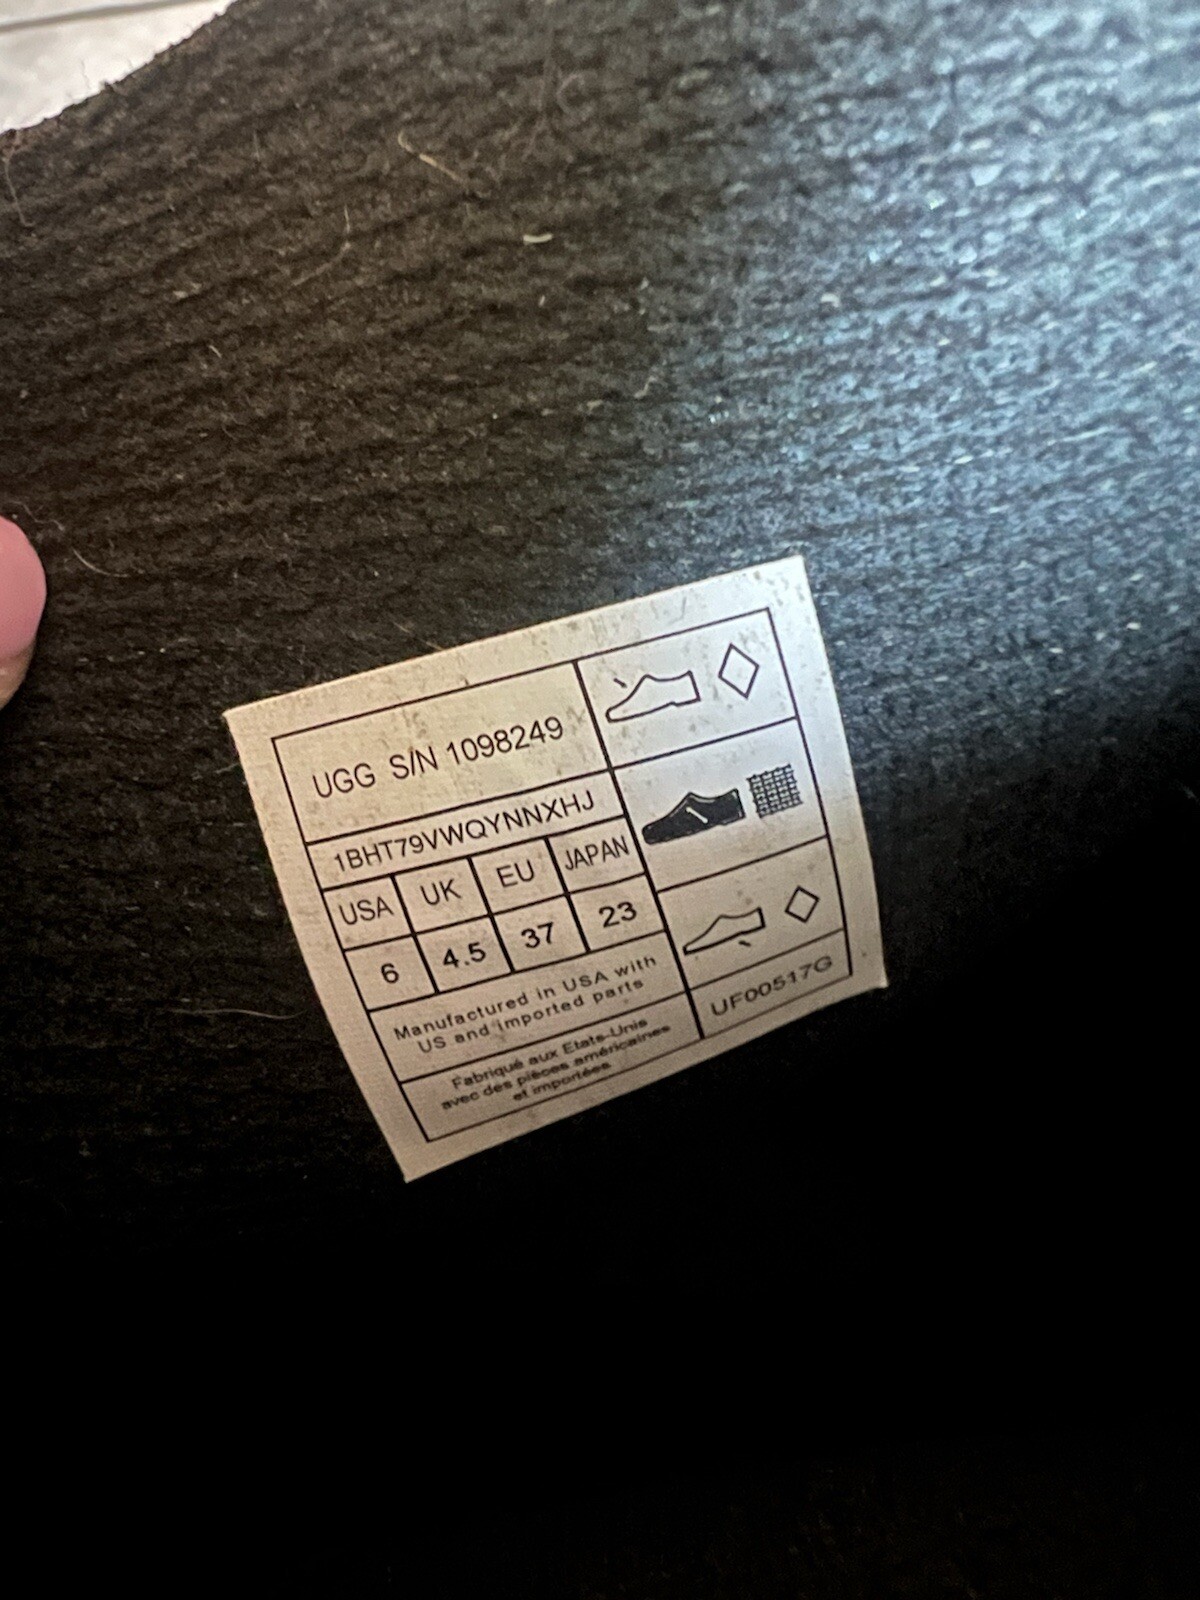 UGG S/N 1098249
1BHT79VWQYNNXHJ
USA UK EU JAPAN
6 4.5 37 23
Manufactured in USA with
US and imported parts
Fabriqué aux Etats-Unis
avec des pièces américaines
et importées
UF00517G